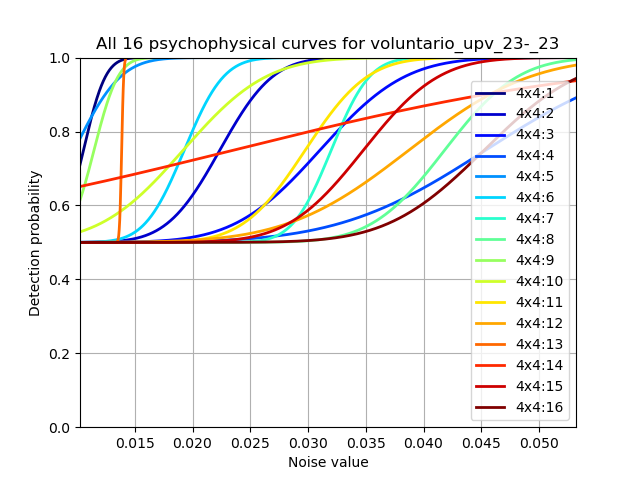 All 16 psychophysical curves for voluntario_upv_23-_23
1.0
0.8
0.6
0.4
0.2
0.0
Detection probability
4x4:1
4x4:2
4x4:3
4x4:4
4x4:5
4x4:6
4x4:7
4x4:8
4x4:9
4x4:10
4x4:11
4x4:12
4x4:13
4x4:14
4x4:15
4x4:16
0.015 0.020 0.025 0.030 0.035 0.040 0.045 0.050
Noise value